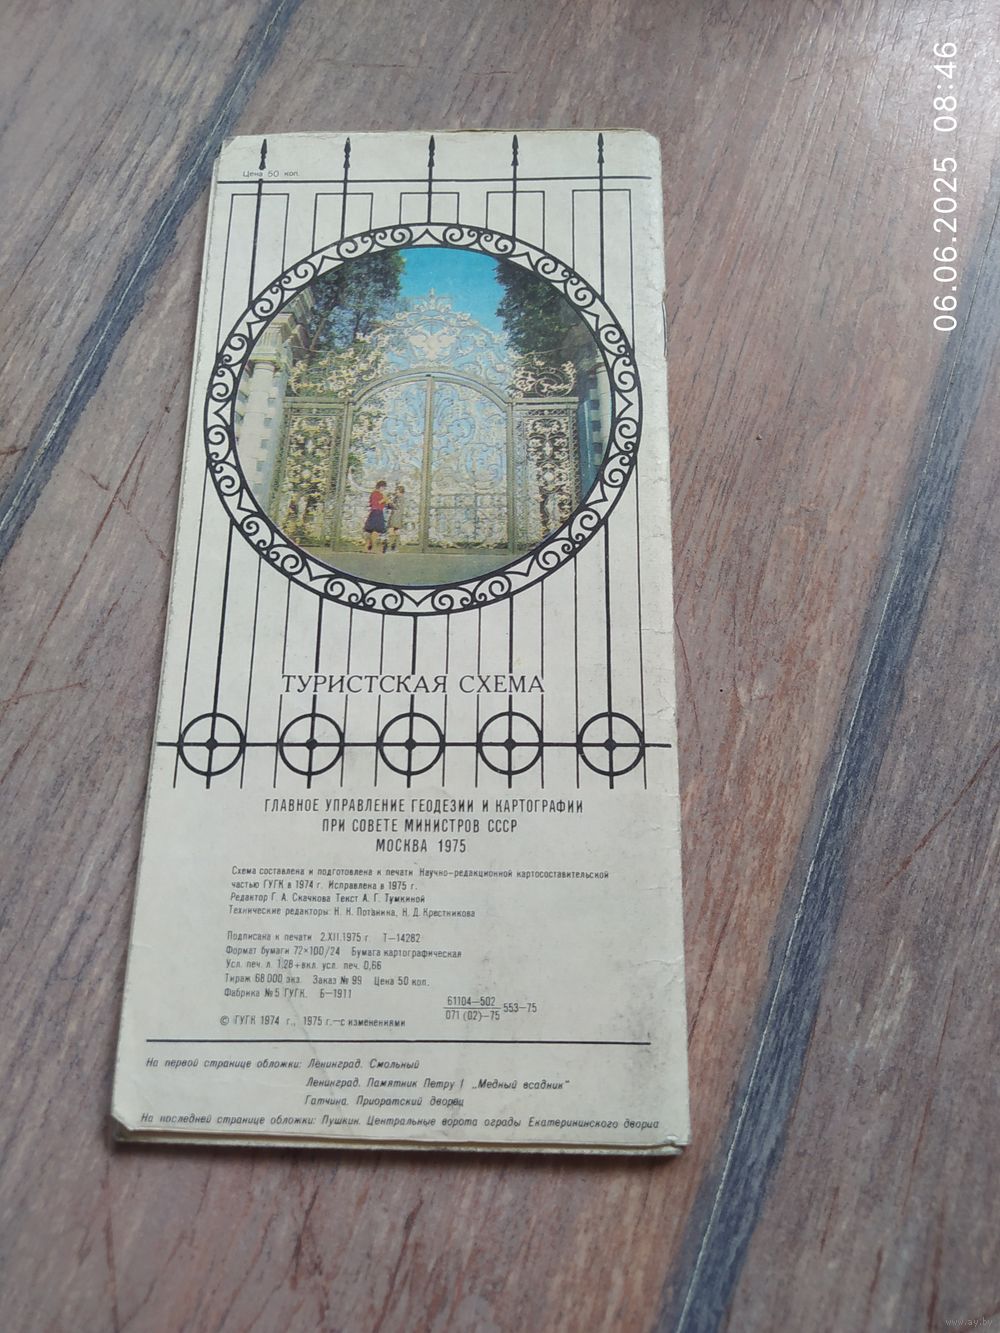 Цена 50 коп.
ТУРИСТСКАЯ СХЕМА
ГЛАВНОЕ УПРАВЛЕНИЕ ГЕОДЕЗИИ И КАРТОГРАФИИ
ПРИ СОВЕТЕ МИНИСТРОВ СССР
МОСКВА 1975
Схема составлена и подготовлена к печати Научно-редакционной картосоставительской
частью ГУГК в 1974 г. Исправлена в 1975 г.
Редактор Г. А. Скачкова Текст А. Г. Тумкиной
Технические редакторы: Н. Н. Потанина, Н. Д. Крестникова
Подписана к печати 2.XII.1975 г. Т—14282
Формат бумаги 72×100/24 Бумага картографическая
Усл. печ. л. 1,28+вкл. усл. печ. 0,66
Тираж 68 000 экз. Заказ № 99 Цена 50 коп.
Фабрика №5 ГУГК. Б—1911
61104—502
071 (02)—75
553—75
© ГУГК 1974 г., 1975 г.—с изменениями
На первой странице обложки: Ленинград. Смольный
Ленинград. Памятник Петру I „Медный всадник"
Гатчина. Приоратский дворец
На последней странице обложки: Пушкин. Центральные ворота ограды Екатерининского дворца
06.06.2025 08:46
www.ay.by